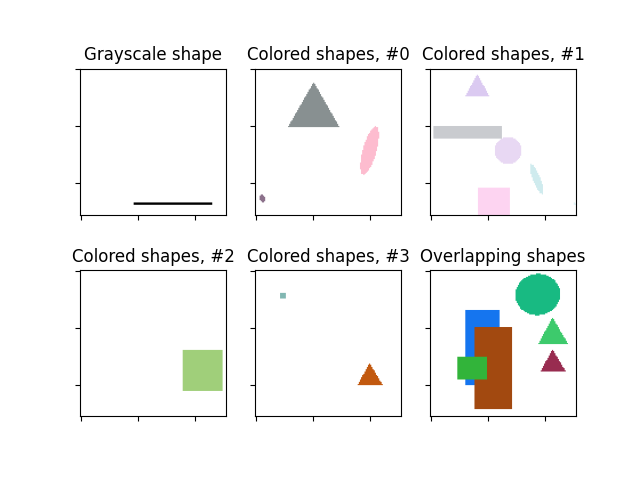 Grayscale shape
Colored shapes, #0
Colored shapes, #1
Colored shapes, #2
Colored shapes, #3
Overlapping shapes